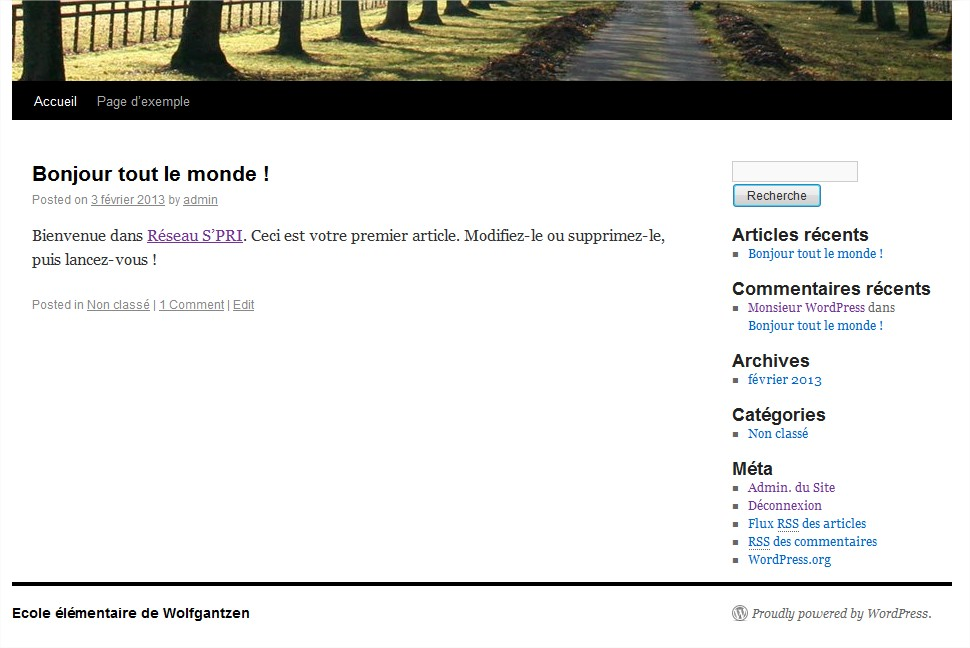 Accueil Page d'exemple
Bonjour tout le monde !
Posted on 3 février 2013 by admin
Bienvenue dans Réseau S'PRI. Ceci est votre premier article. Modifiez-le ou supprimez-le,
puis lancez-vous !
Posted in Non classé | 1 Comment | Edit
Recherche
Articles récents
Bonjour tout le monde !
Commentaires récents
Monsieur WordPress dans
Bonjour tout le monde !
Archives
février 2013
Catégories
Non classé
Méta
Admin. du Site
Déconnexion
Flux RSS des articles
RSS des commentaires
WordPress.org
Ecole élémentaire de Wolfgantzen
Proudly powered by WordPress.